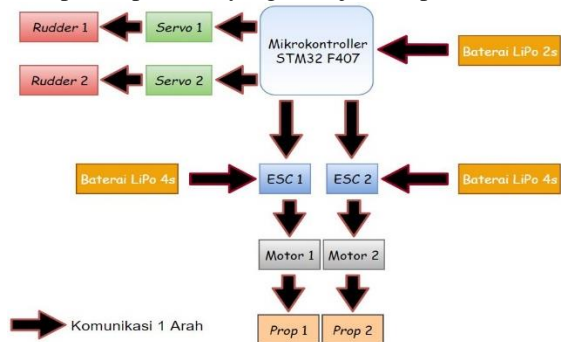 Rudder 1
Servo 1
Mikrokontroller
STM32 F407
Baterai LiPo 2s
Rudder 2
Servo 2
Baterai LiPo 4s
ESC 1
ESC 2
Baterai LiPo 4s
Motor 1
Motor 2
Prop 1
Prop 2
Komunikasi 1 Arah